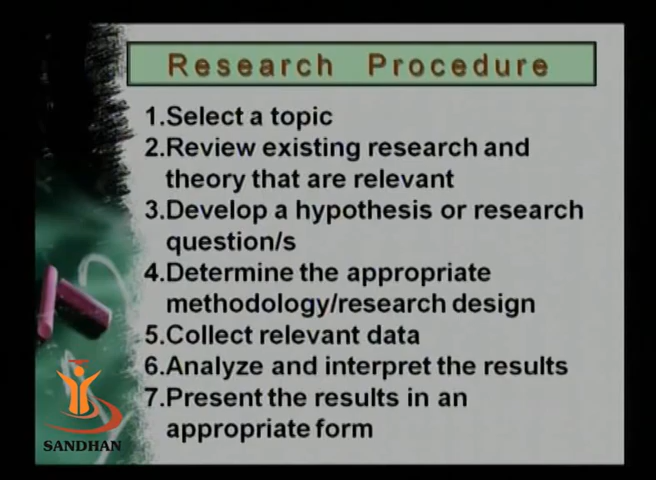 Research Procedure
1.Select a topic
2.Review existing research and
theory that are relevant
3.Develop a hypothesis or research
question/s
4.Determine the appropriate
methodology/research design
5.Collect relevant data
6.Analyze and interpret the results
7.Present the results in an
appropriate form
SANDHAN